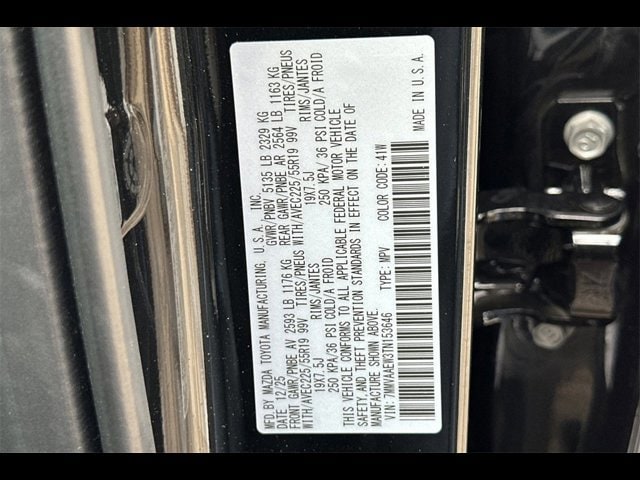 MFD. BY MAZDA TOYOTA MANUFACTURING, U.S.A. INC.
DATE: 12/25 GVWR/PNBV 5135 LB 2329 KG
FRONT GAWR/PNBE AV 2593 LB 1176 KG REAR GAWR/PNBE AR 2564 LB 1163 KG
WITH/AVEC225/55R19 99V TIRES/PNEUS WITH/AVEC225/55R19 99V TIRES/PNEUS
19X7.5J RIMS/JANTES 19X7.5J RIMS/JANTES
250 KPA/36 PSI COLD/A FROID 250 KPA/36 PSI COLD/A FROID
THIS VEHICLE CONFORMS TO ALL APPLICABLE FEDERAL MOTOR VEHICLE
SAFETY, AND THEFT PREVENTION STANDARDS IN EFFECT ON THE DATE OF
MANUFACTURE SHOWN ABOVE.
VIN: 7MMVAAEW3TN153646 TYPE: MPV COLOR CODE: 41W
MADE IN U.S.A.